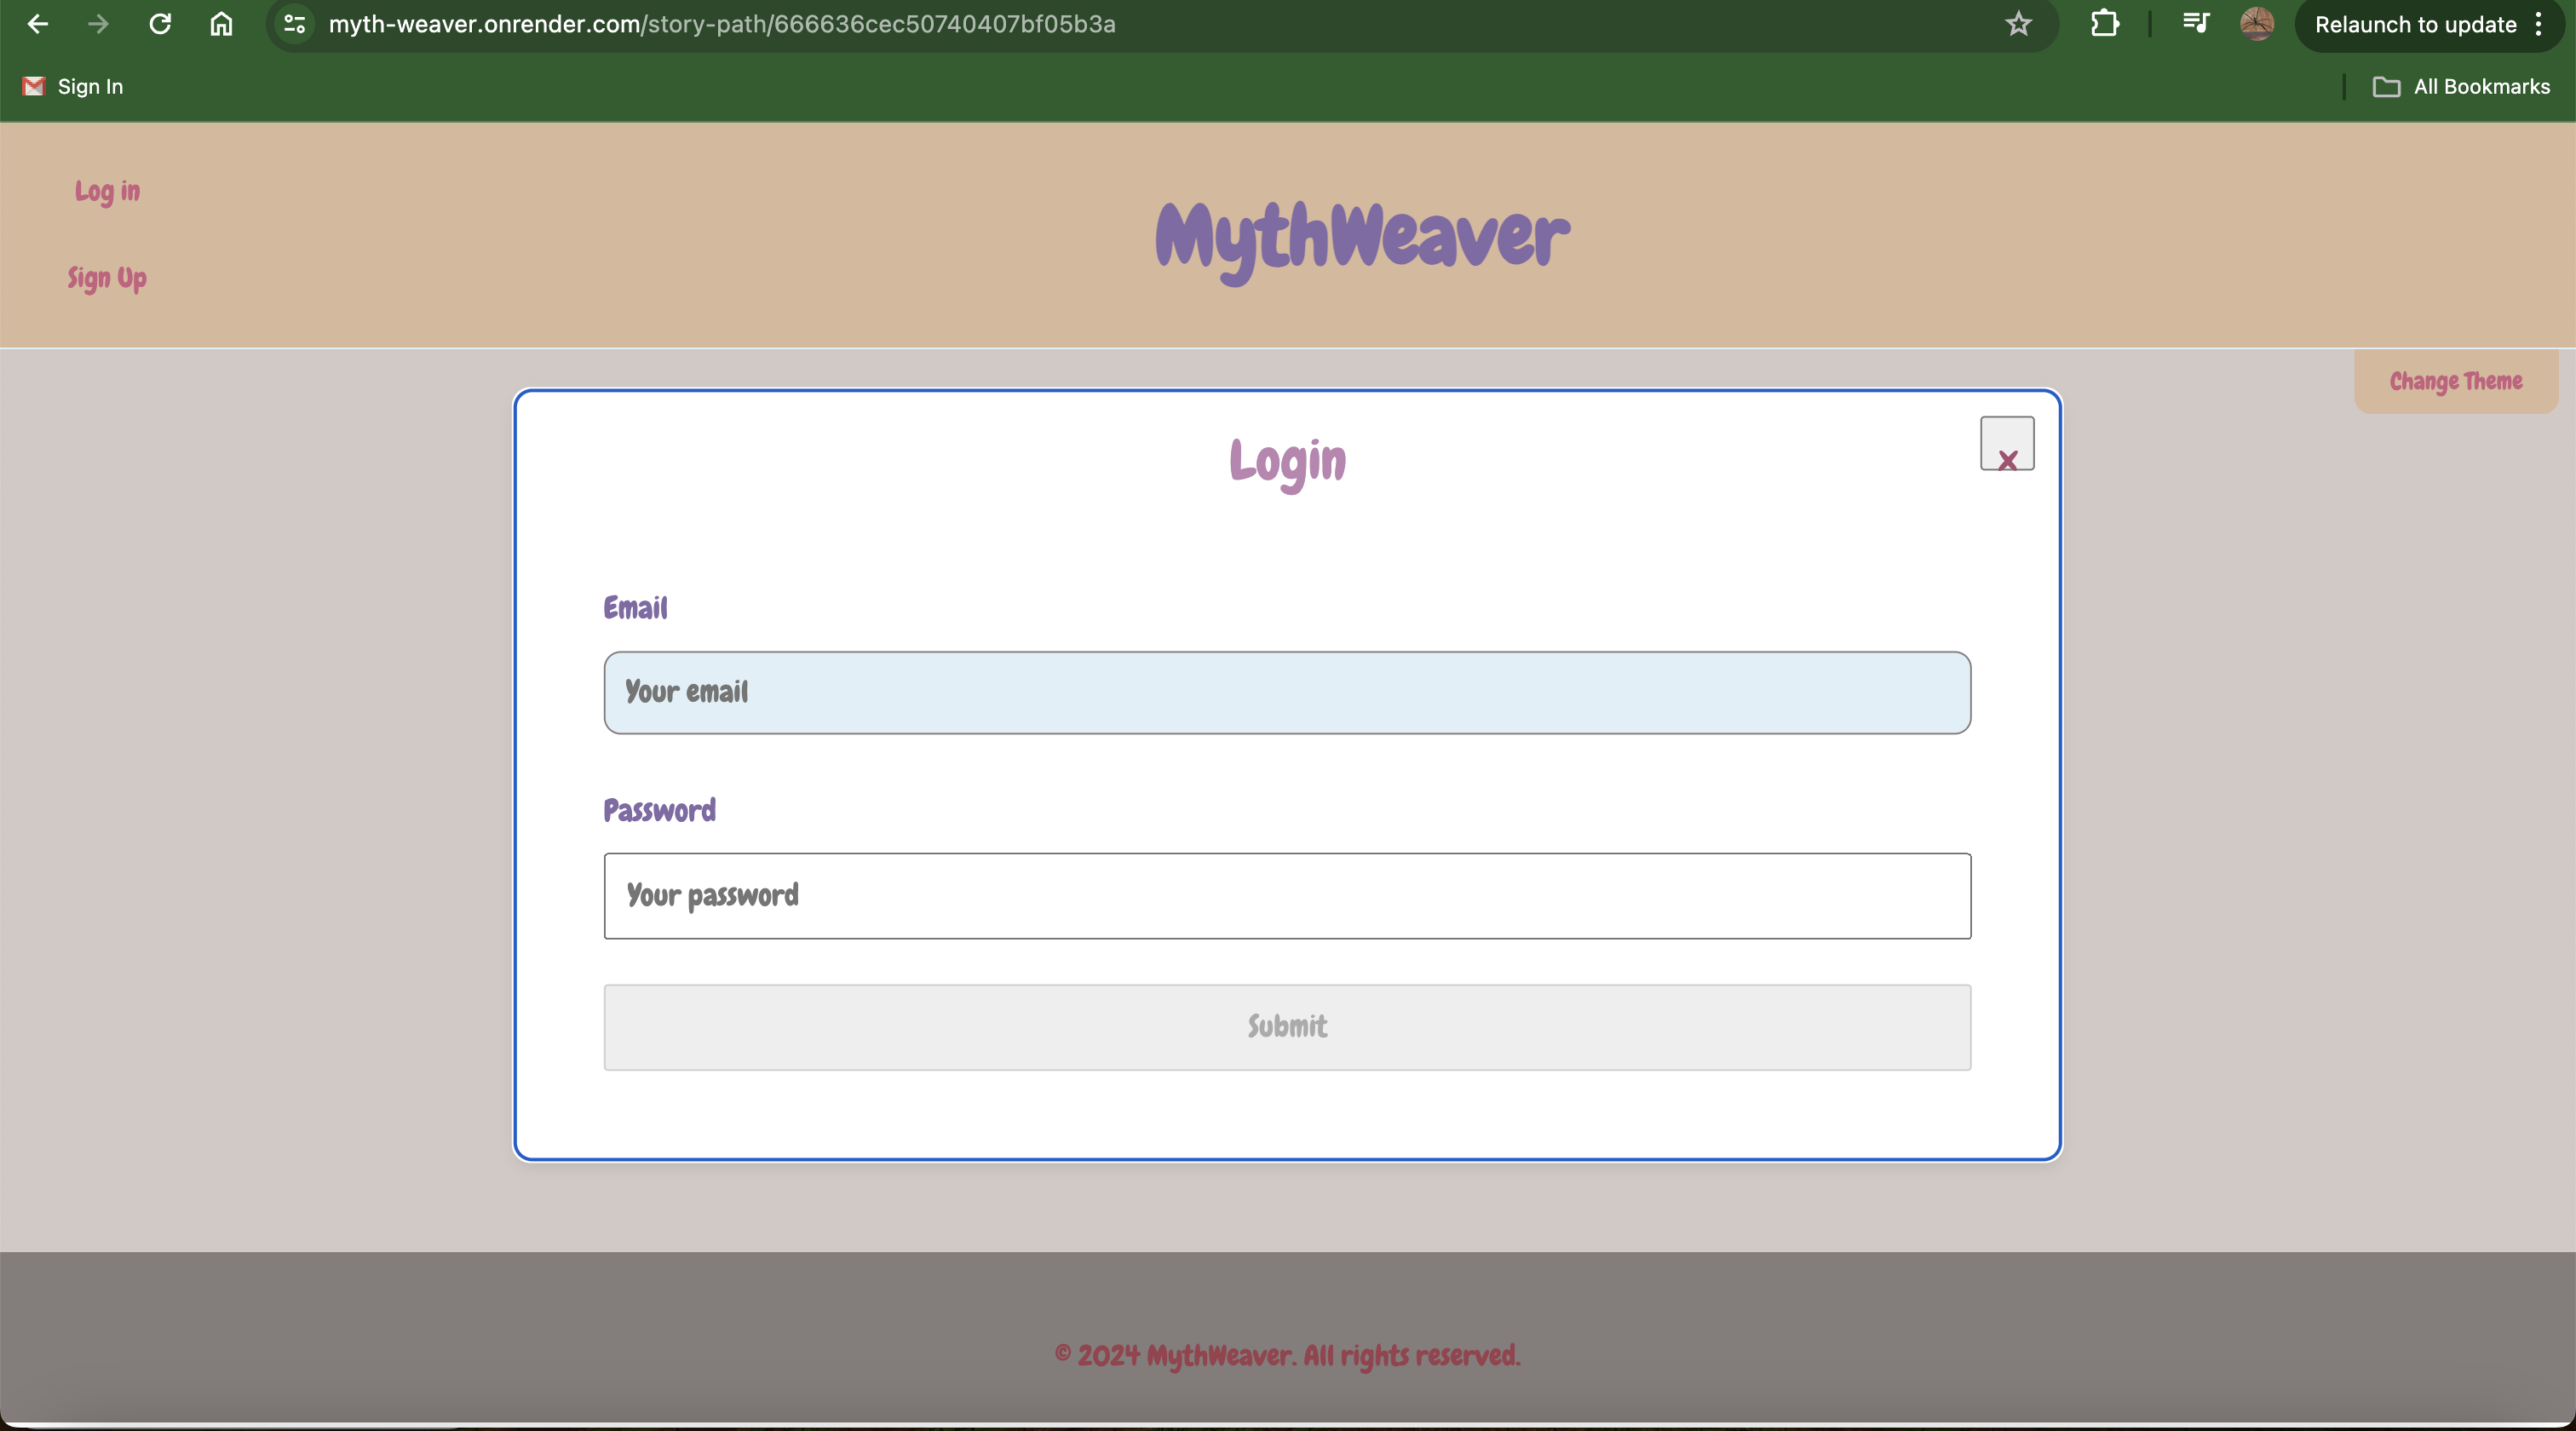 myth-weaver.onrender.com/story-path/666636cec50740407bf05b3a
Relaunch to update
Sign In
All Bookmarks
Log in
MythWeaver
Sign Up
Change Theme
Login
x
Email
Your email
Password
Your password
Submit
© 2024 MythWeaver. All rights reserved.